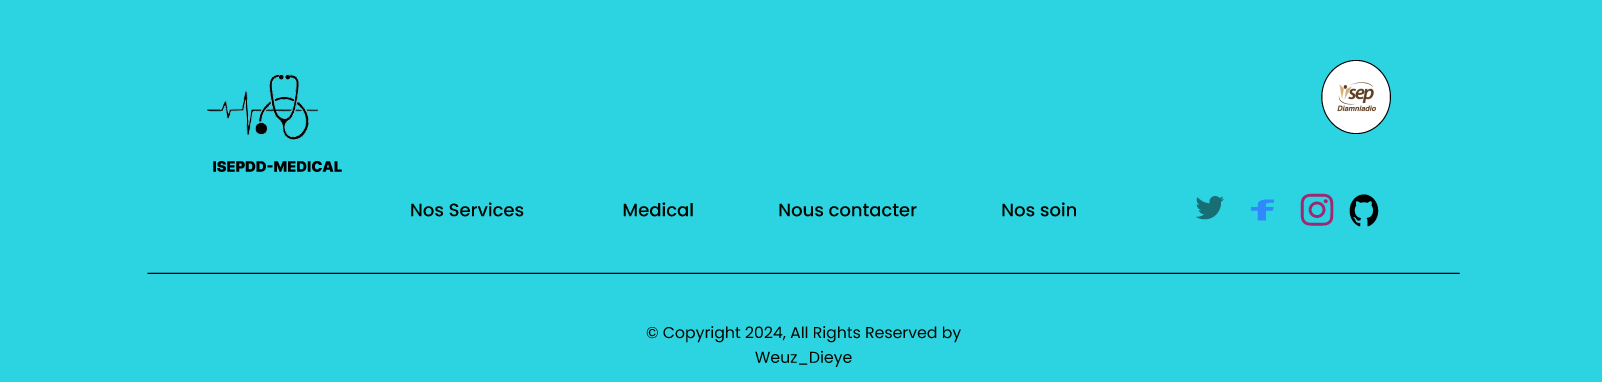 isep
Diamniadio
ISEPDD-MEDICAL
Nos Services
Medical
Nous contacter
Nos soin
© Copyright 2024, All Rights Reserved by
Weuz_Dieye